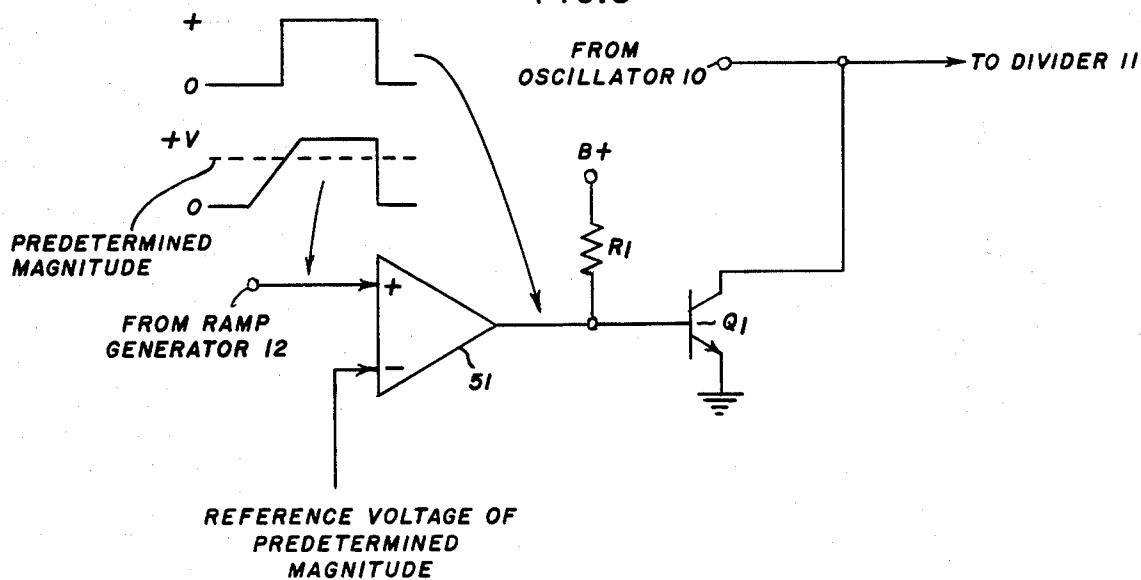 +
0
FROM
OSCILLATOR 10
TO DIVIDER 11
+V
0
B+
PREDETERMINED
MAGNITUDE
R1
+
FROM RAMP
GENERATOR 12
Q1
-
51
REFERENCE VOLTAGE OF
PREDETERMINED
MAGNITUDE